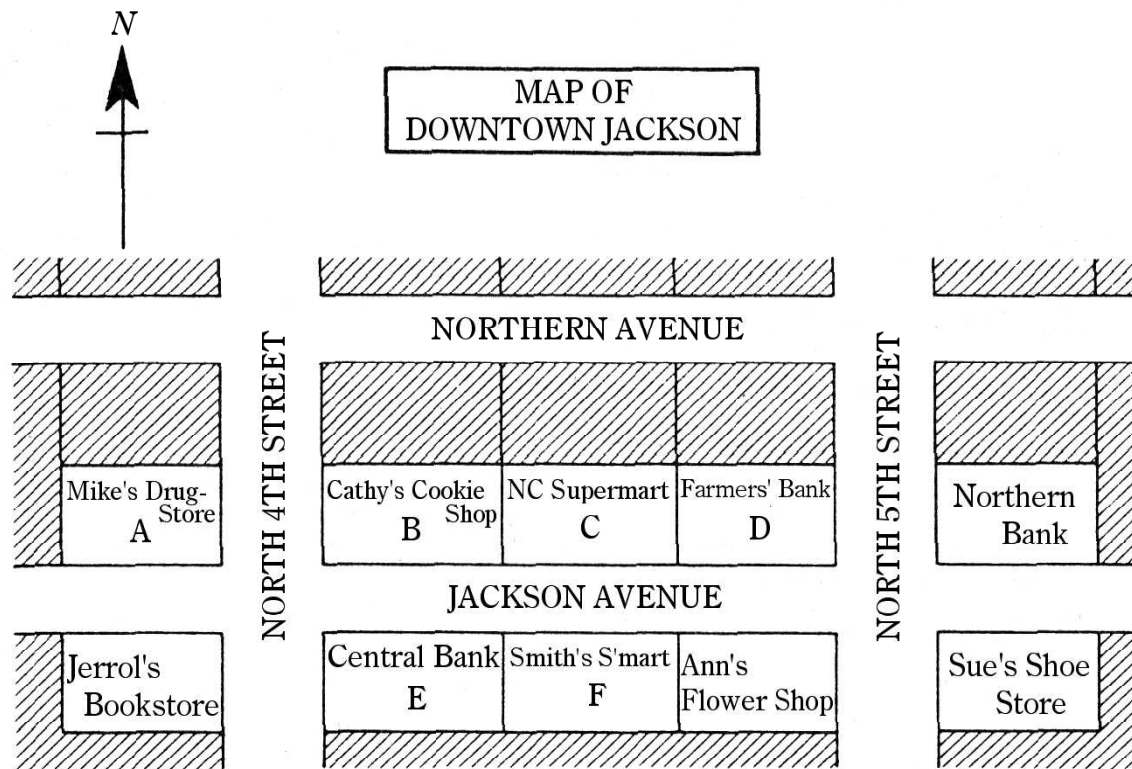 N
MAP OF
DOWNTOWN JACKSON
NORTHERN AVENUE
NORTH 4TH STREET
NORTH 5TH STREET
Mike's Drug-
Store
A
Cathy's Cookie
Shop
B
NC Supermart
C
Farmers' Bank
D
Northern
Bank
JACKSON AVENUE
Jerrol's
Bookstore
Central Bank
E
Smith's S'mart
F
Ann's
Flower Shop
Sue's Shoe
Store